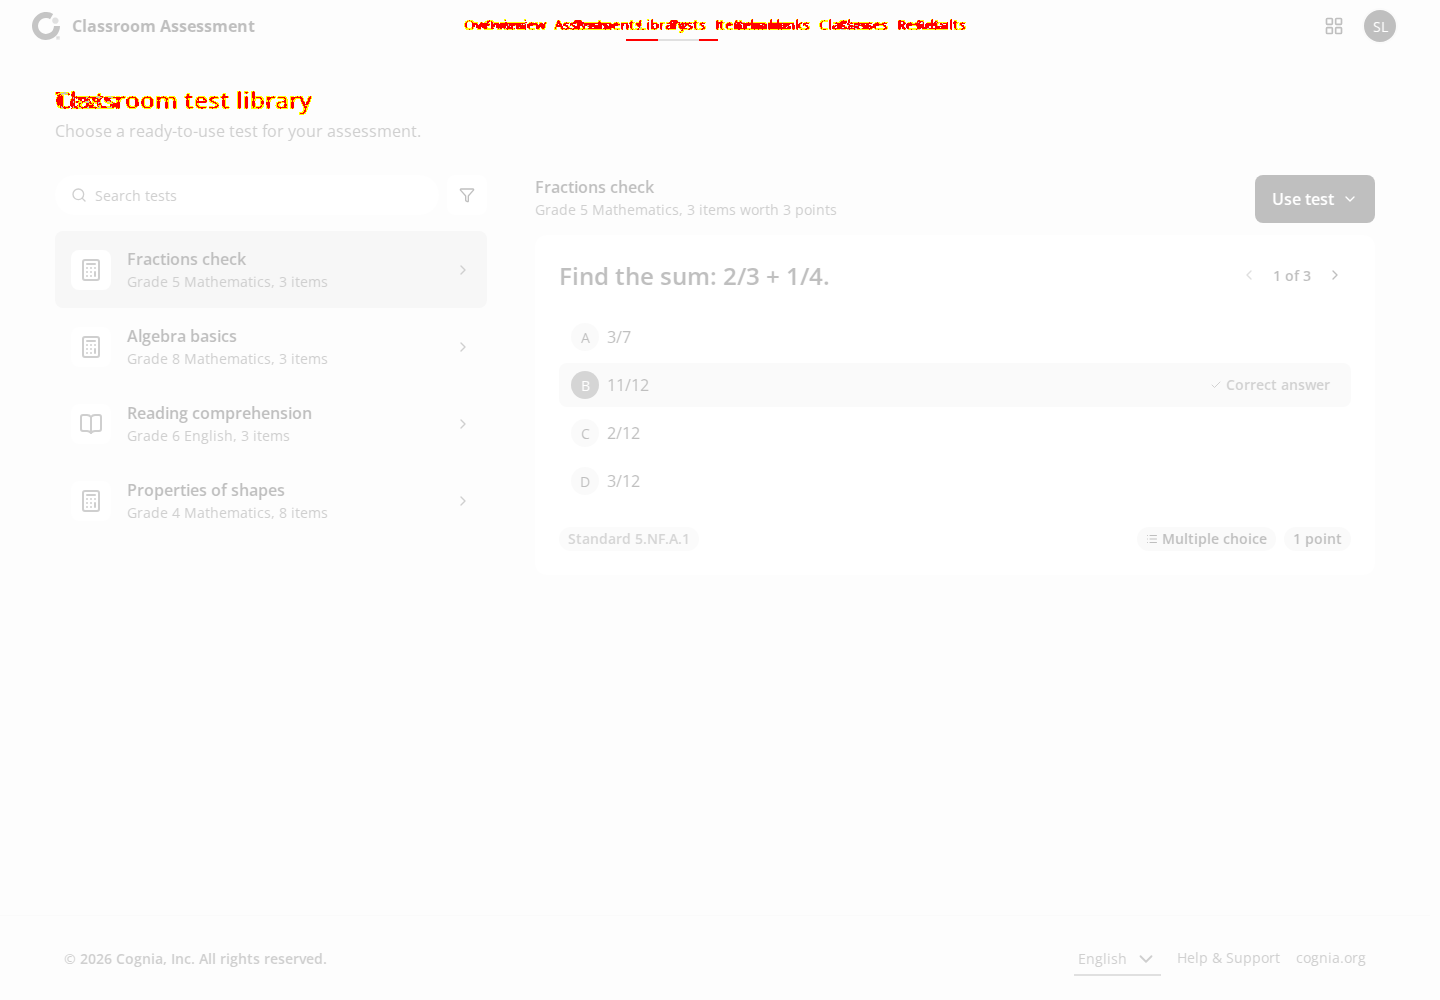 Classroom Assessment
SL
Classroom test library
Choose a ready-to-use test for your assessment.
Search tests
Fractions check
Grade 5 Mathematics, 3 items
Algebra basics
Grade 8 Mathematics, 3 items
Reading comprehension
Grade 6 English, 3 items
Properties of shapes
Grade 4 Mathematics, 8 items
Fractions check
Grade 5 Mathematics, 3 items worth 3 points
Use test
Find the sum: 2/3 + 1/4.
1 of 3
A 3/7
B 11/12 Correct answer
C 2/12
D 3/12
Standard 5.NF.A.1
Multiple choice
1 point
© 2026 Cognia, Inc. All rights reserved.
English
Help & Support
cognia.org